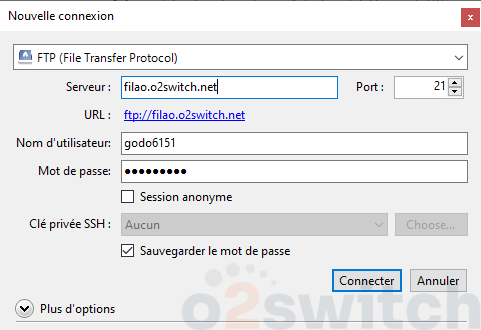 Nouvelle connexion
FTP (File Transfer Protocol)
Serveur : filao.o2switch.net Port : 21
URL : ftp://filao.o2switch.net
Nom d'utilisateur: godo6151
Mot de passe: ●●●●●●●●●
Session anonyme
Clé privée SSH : Aucun Choose...
Sauvegarder le mot de passe
Connecter Annuler
Plus d'options
o2switch